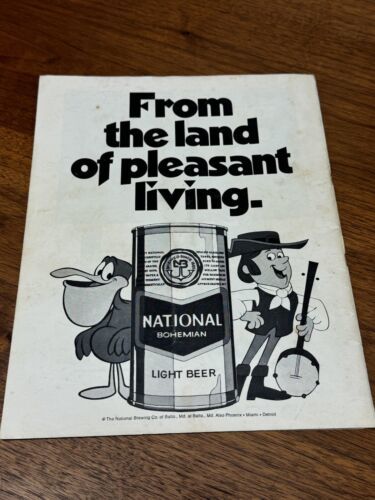 From
the land
of pleasant
living.
NB
NATIONAL
BOHEMIAN
LIGHT BEER
© The National Brewing Co. of Balto., Md. at Balto., Md. Also Phoenix • Miami • Detroit